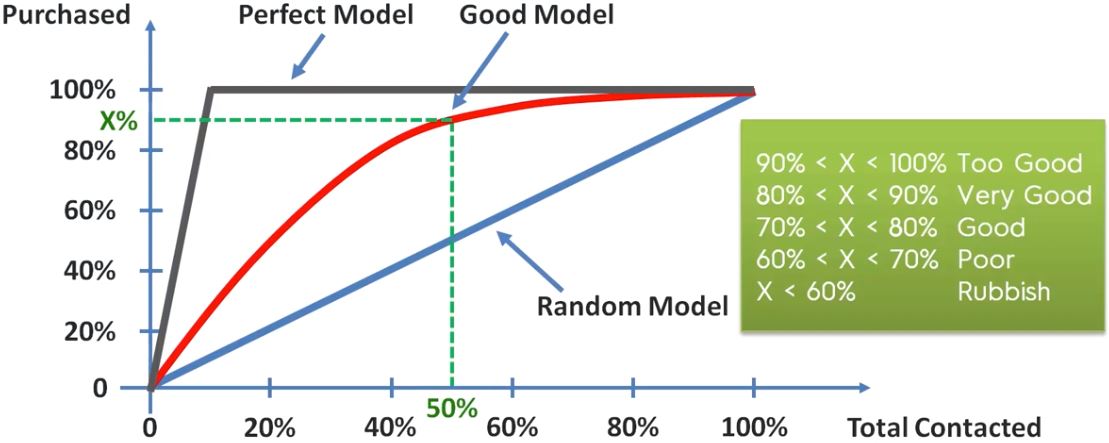 Purchased
Perfect Model
Good Model
100%
X%
80%
60%
40%
20%
0
90% < X < 100% Too Good
80% < X < 90% Very Good
70% < X < 80% Good
60% < X < 70% Poor
X < 60% Rubbish
Random Model
50%
0 20% 40% 60% 80% 100% Total Contacted